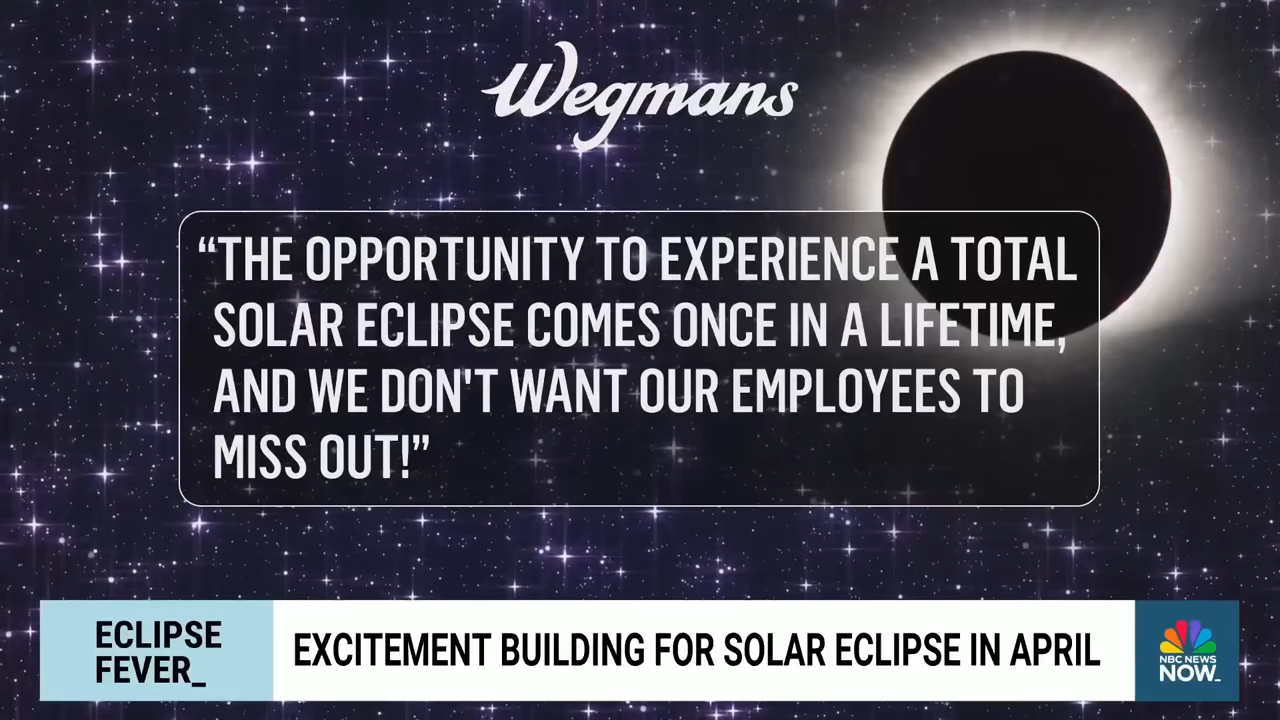 Wegmans
“THE OPPORTUNITY TO EXPERIENCE A TOTAL
SOLAR ECLIPSE COMES ONCE IN A LIFETIME,
AND WE DON'T WANT OUR EMPLOYEES TO
MISS OUT!”
ECLIPSE
FEVER_
EXCITEMENT BUILDING FOR SOLAR ECLIPSE IN APRIL
NBC NEWS
NOW_